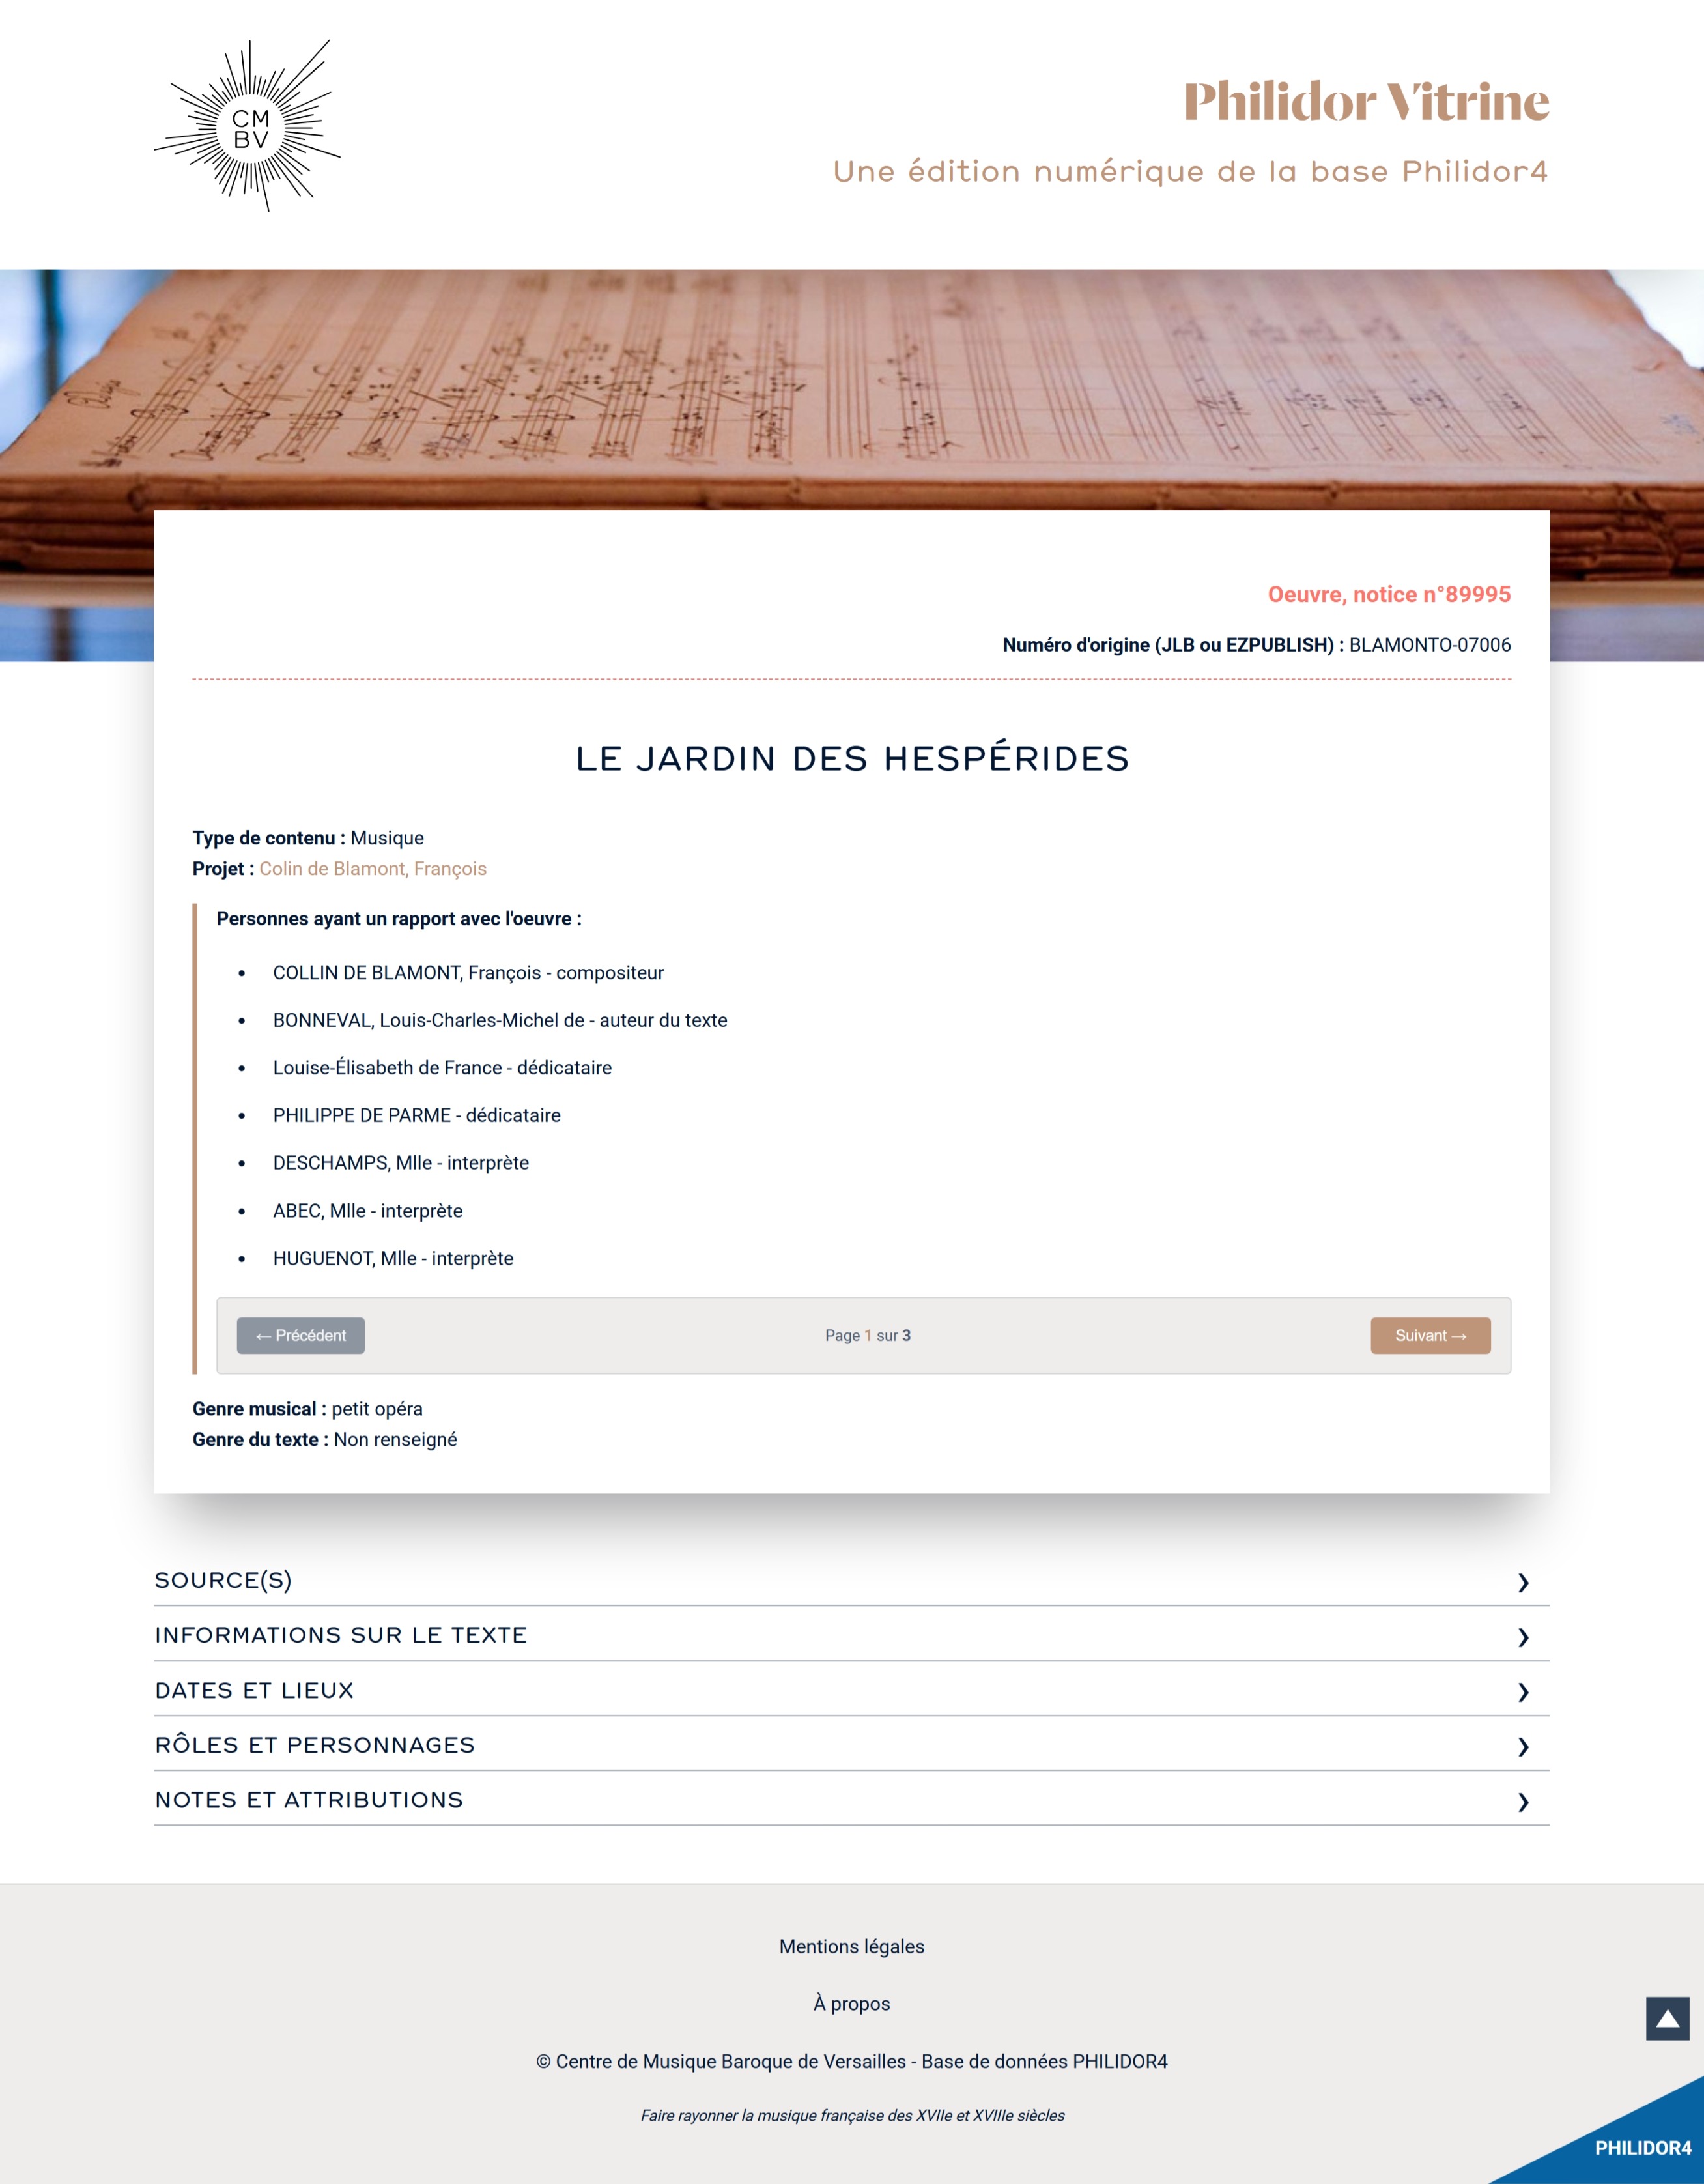 CM
BV
Philidor Vitrine
Une édition numérique de la base Philidor4
Oeuvre, notice n°89995
Numéro d'origine (JLB ou EZPUBLISH) : BLAMONTO-07006
LE JARDIN DES HESPÉRIDES
Type de contenu : Musique
Projet : Colin de Blamont, François
Personnes ayant un rapport avec l'oeuvre :
• COLLIN DE BLAMONT, François - compositeur
• BONNEVAL, Louis-Charles-Michel de - auteur du texte
• Louise-Élisabeth de France - dédicataire
• PHILIPPE DE PARME - dédicataire
• DESCHAMPS, Mlle - interprète
• ABEC, Mlle - interprète
• HUGUENOT, Mlle - interprète
← Précédent Page 1 sur 3 Suivant →
Genre musical : petit opéra
Genre du texte : Non renseigné
SOURCE(S)
INFORMATIONS SUR LE TEXTE
DATES ET LIEUX
RÔLES ET PERSONNAGES
NOTES ET ATTRIBUTIONS
Mentions légales
À propos
© Centre de Musique Baroque de Versailles - Base de données PHILIDOR4
Faire rayonner la musique française des XVIIe et XVIIIe siècles
PHILIDOR4